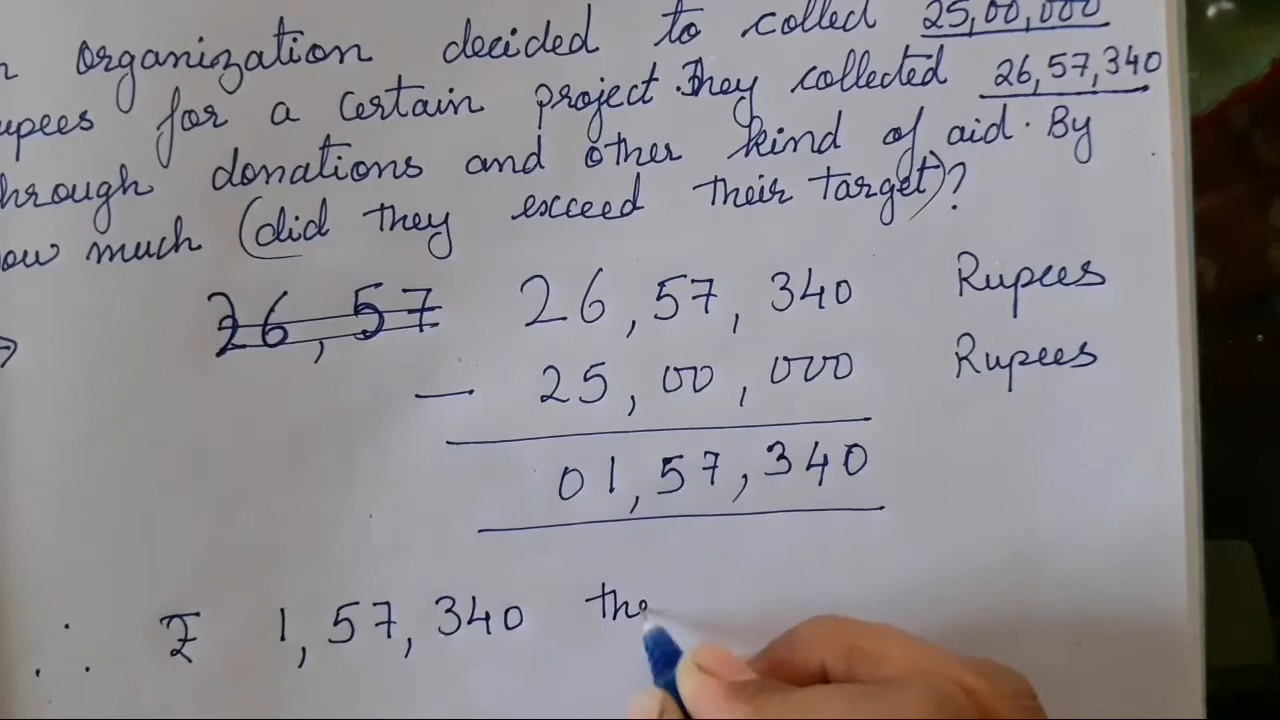 n organization decided to collect 25,00,000
upees for a certain project. They collected 26,57,340
hrough donations and other kind of aid. By
ow much (did they exceed their target)?
26,57 26,57,340 Rupees
⇒
— 25,00,000 Rupees
01,57,340
∴ ₹ 1,57,340 the